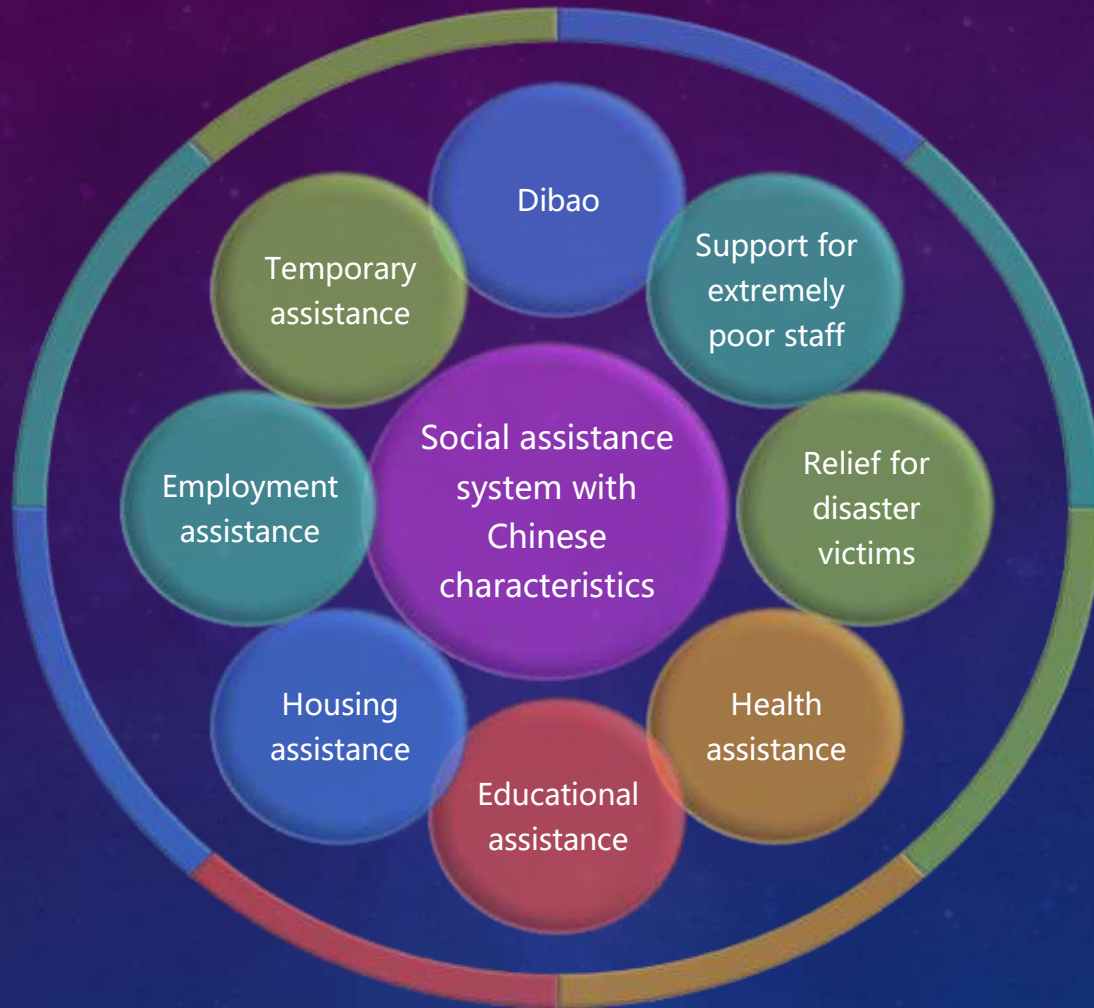 Dibao
Support for
extremely
poor staff
Relief for
disaster
victims
Health
assistance
Educational
assistance
Housing
assistance
Employment
assistance
Temporary
assistance
Social assistance
system with
Chinese
characteristics